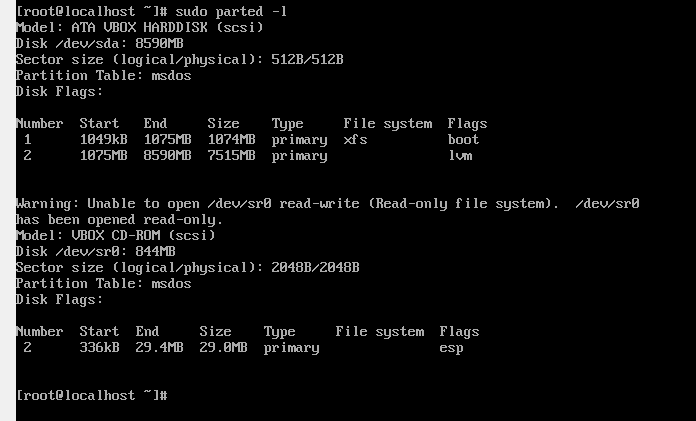 [root@localhost ~]# sudo parted -l
Model: ATA VBOX HARDDISK (scsi)
Disk /dev/sda: 8590MB
Sector size (logical/physical): 512B/512B
Partition Table: msdos
Disk Flags:

Number  Start   End     Size    Type     File system  Flags
 1      1049kB  1075MB  1074MB  primary  xfs          boot
 2      1075MB  8590MB  7515MB  primary               lvm

Warning: Unable to open /dev/sr0 read-write (Read-only file system).  /dev/sr0
has been opened read-only.
Model: VBOX CD-ROM (scsi)
Disk /dev/sr0: 844MB
Sector size (logical/physical): 2048B/2048B
Partition Table: msdos
Disk Flags:

Number  Start  End     Size    Type     File system  Flags
 2      336kB  29.4MB  29.0MB  primary               esp

[root@localhost ~]#